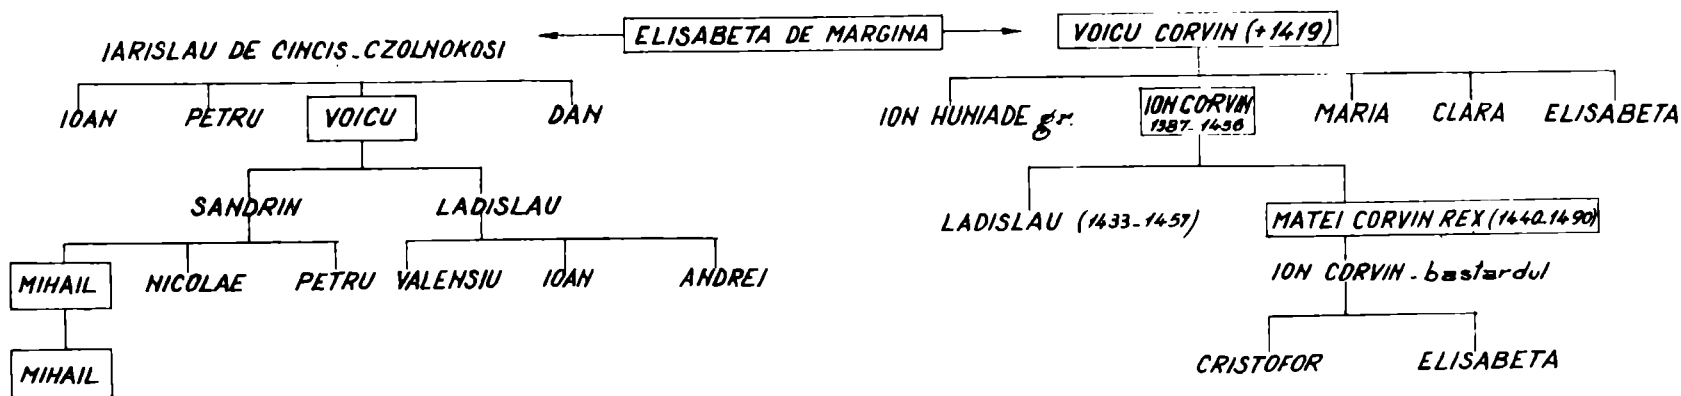 IARISLAU DE CINCIS-CZOLNOKOSI
ELISABETA DE MARGINA
VOICU CORVIN (+1419)
IOAN PETRU VOICU DAN
ION HUNIADE gr. ION CORVIN MARIA CLARA ELISABETA
1387-1456
SANDRIN LADISLAU
LADISLAU (1433-1457) MATEI CORVIN REX (1440-1490)
MIHAIL NICOLAE PETRU VALENSIU IOAN ANDREI
ION CORVIN - bastardul
MIHAIL
CRISTOFOR ELISABETA